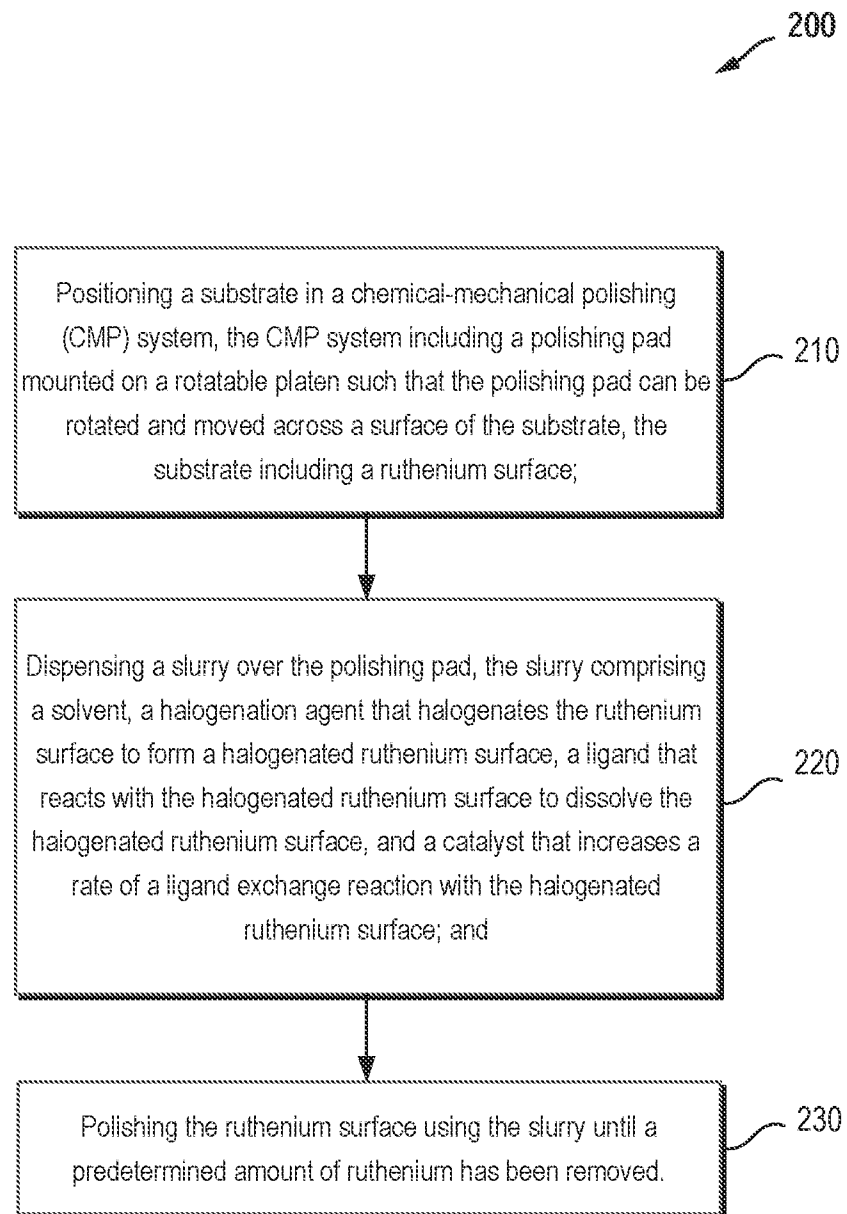 200
Positioning a substrate in a chemical-mechanical polishing
(CMP) system, the CMP system including a polishing pad
mounted on a rotatable platen such that the polishing pad can be
rotated and moved across a surface of the substrate, the
substrate including a ruthenium surface;
210
Dispensing a slurry over the polishing pad, the slurry comprising
a solvent, a halogenation agent that halogenates the ruthenium
surface to form a halogenated ruthenium surface, a ligand that
reacts with the halogenated ruthenium surface to dissolve the
halogenated ruthenium surface, and a catalyst that increases a
rate of a ligand exchange reaction with the halogenated
ruthenium surface; and
220
Polishing the ruthenium surface using the slurry until a
predetermined amount of ruthenium has been removed.
230